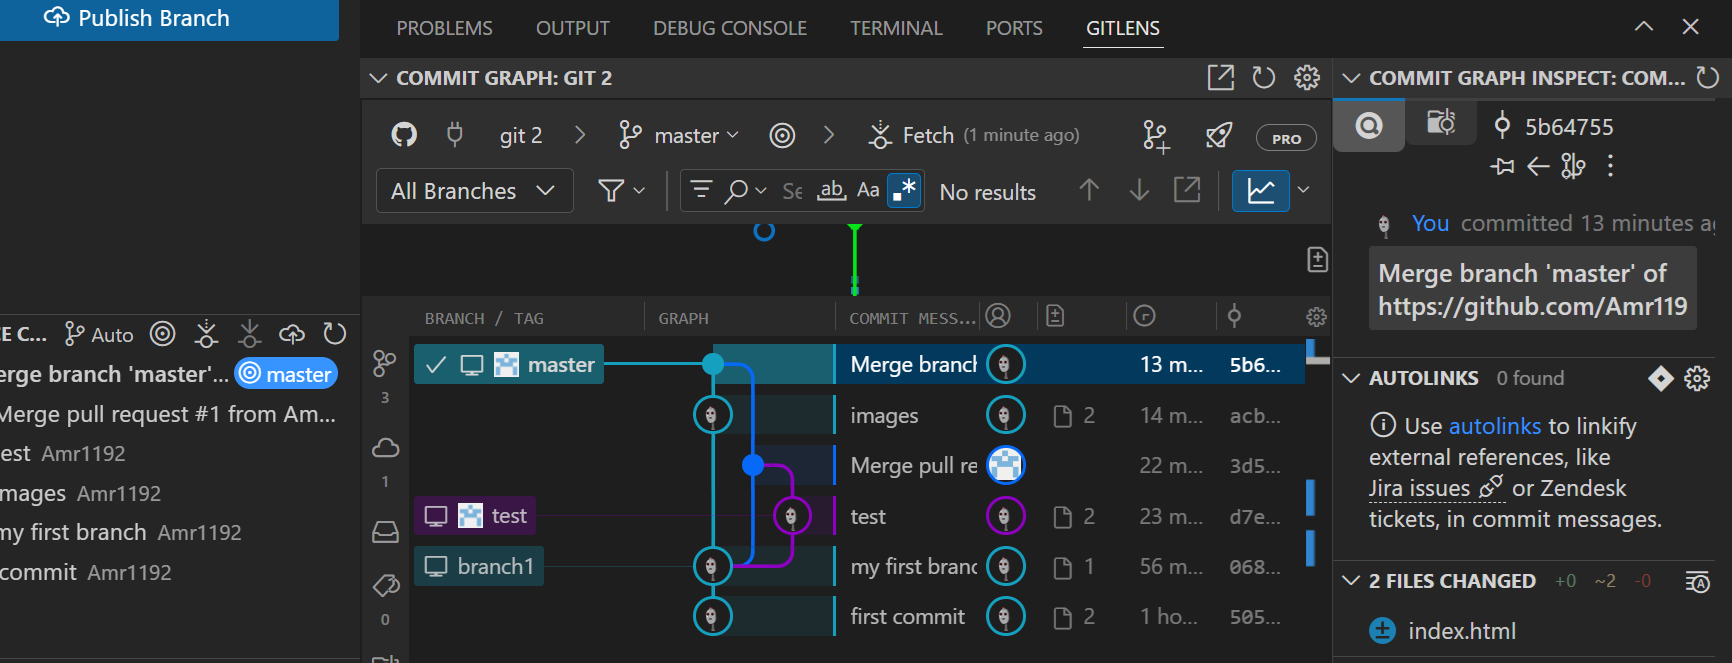 Publish Branch
PROBLEMS OUTPUT DEBUG CONSOLE TERMINAL PORTS GITLENS
COMMIT GRAPH: GIT 2
git 2 master Fetch (1 minute ago) PRO
All Branches Se ab Aa .* No results
BRANCH / TAG GRAPH COMMIT MESS...
master Merge branch 13 m... 5b6...
images 2 14 m... acb...
Merge pull re 22 m... 3d5...
test test 2 23 m... d7e...
branch1 my first branc 1 56 m... 068...
first commit 2 1 ho... 505...
3
1
0
E C... Auto
erge branch 'master'... master
Merge pull request #1 from Am...
est Amr1192
mages Amr1192
my first branch Amr1192
commit Amr1192
COMMIT GRAPH INSPECT: COM...
5b64755
You committed 13 minutes ag
Merge branch 'master' of
https://github.com/Amr119
AUTOLINKS 0 found
Use autolinks to linkify
external references, like
Jira issues or Zendesk
tickets, in commit messages.
2 FILES CHANGED +0 ~2 -0
index.html